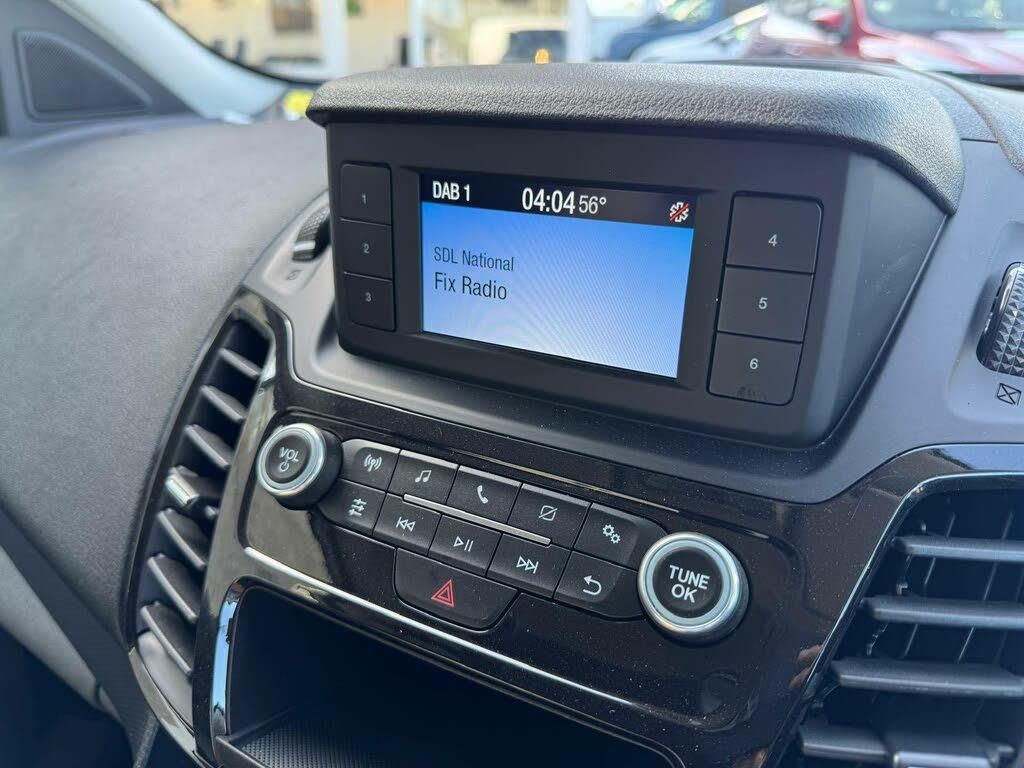 DAB 1 04:04 56°
SDL National
Fix Radio
1
2
3
4
5
6
VOL
TUNE
OK